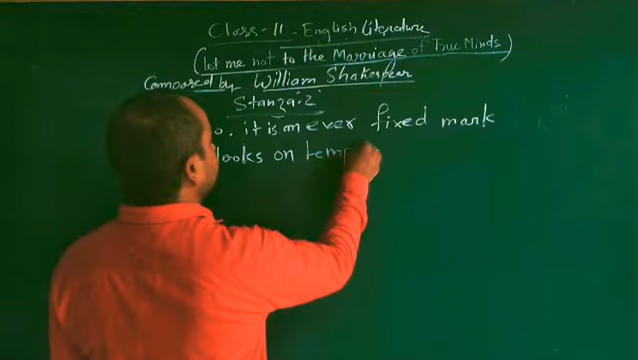 Class-11 - English Literature
(let me not to the Marriage of True Minds)
Composed by William Shakespear
Stanza-2
o, it is an ever fixed mark
looks on temp